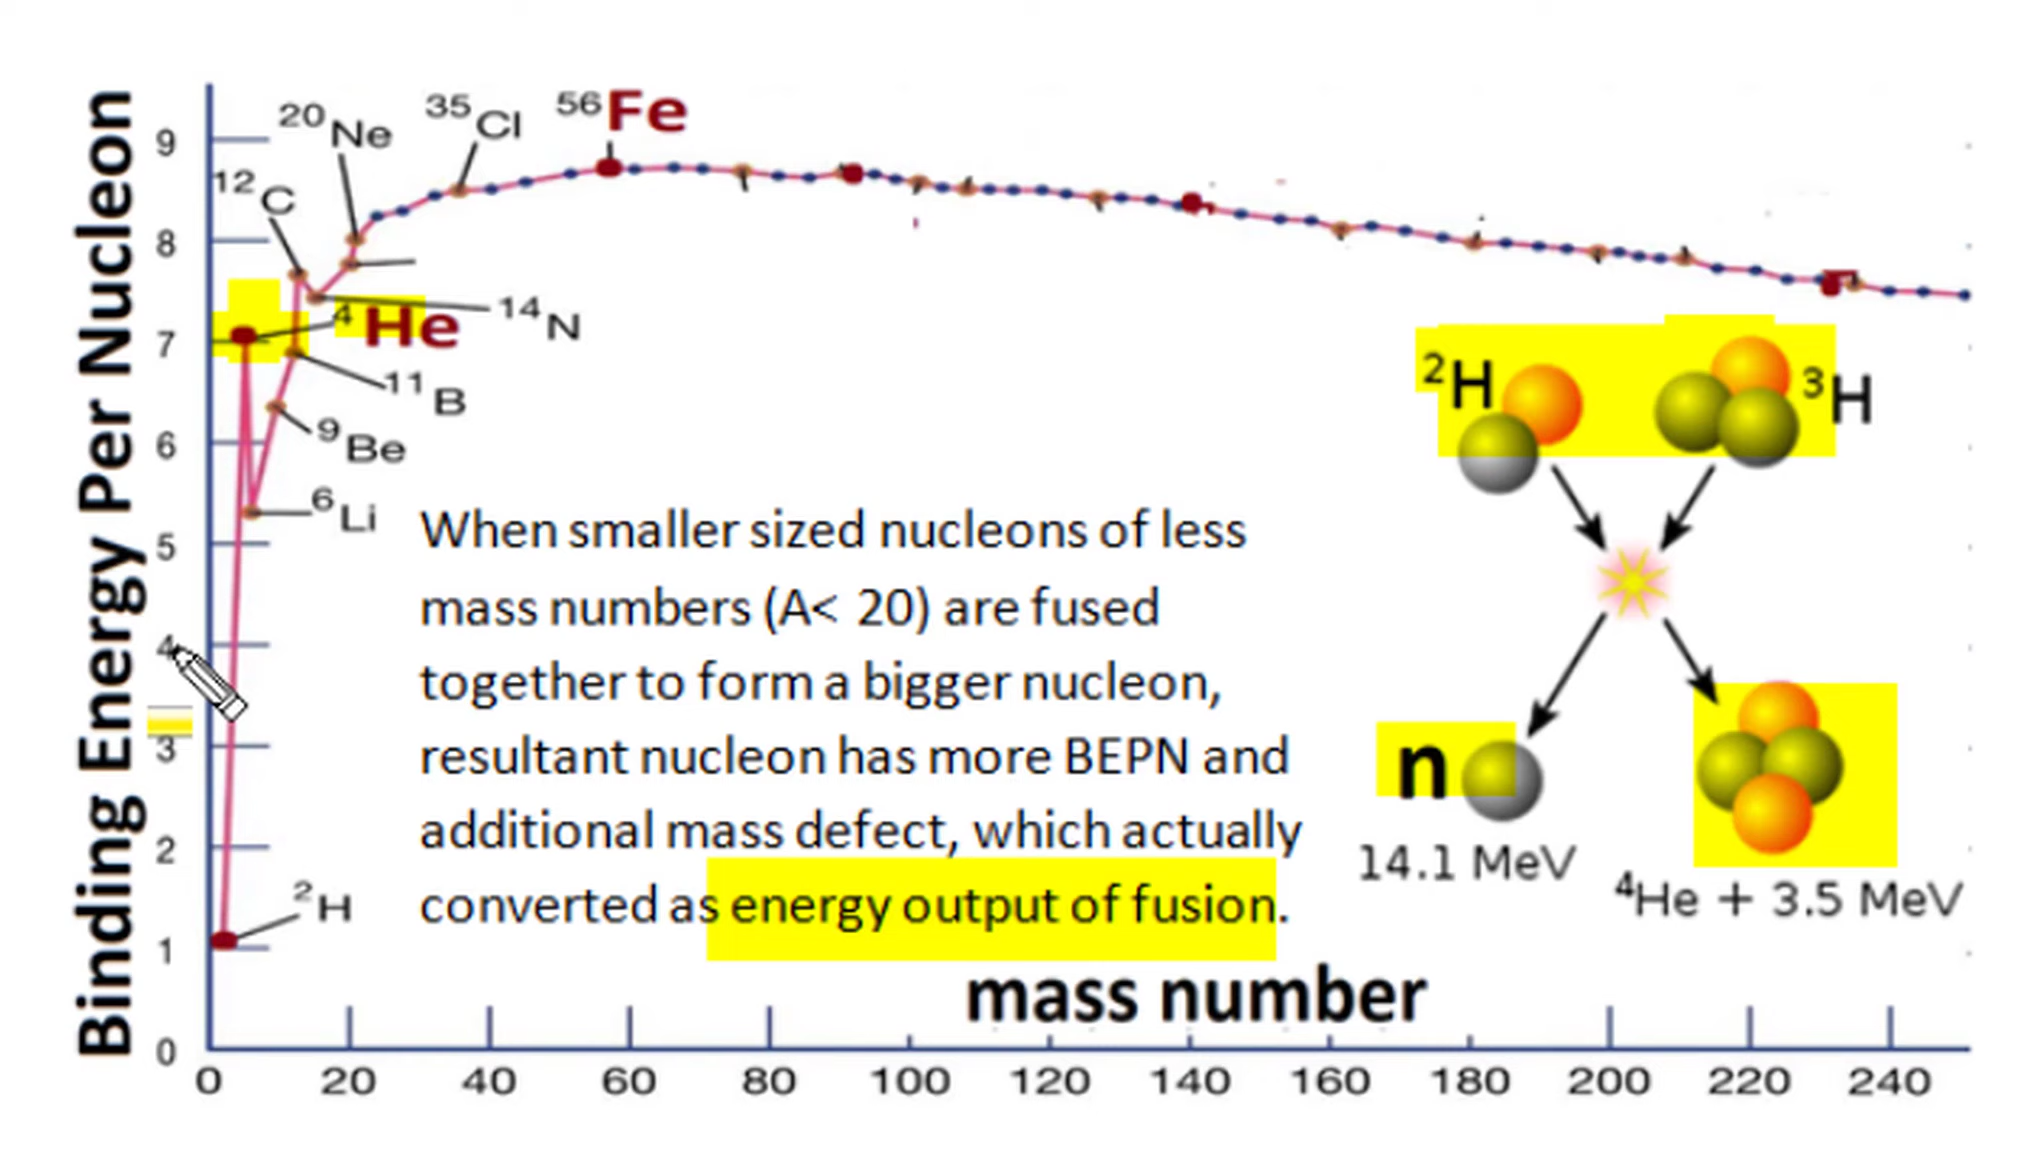 Binding Energy Per Nucleon
9
8
7
6
5
4
3
2
1
0
²⁰Ne
³⁵Cl
⁵⁶Fe
¹²C
⁴He
¹⁴N
¹¹B
⁹Be
⁶Li
²H
When smaller sized nucleons of less
mass numbers (A< 20) are fused
together to form a bigger nucleon,
resultant nucleon has more BEPN and
additional mass defect, which actually
converted as energy output of fusion.
²H
³H
n
14.1 MeV
⁴He + 3.5 MeV
mass number
0 20 40 60 80 100 120 140 160 180 200 220 240